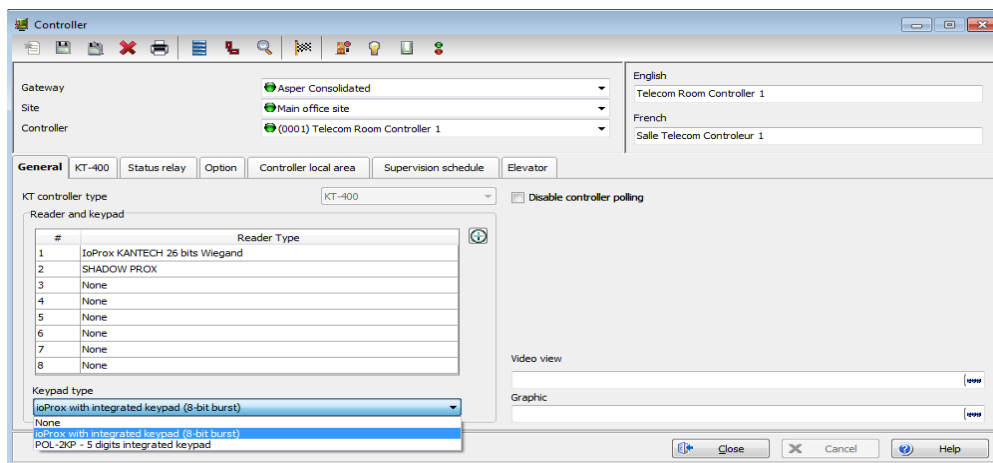 Controller
English
Gateway
Asper Consolidated
Telecom Room Controller 1
Site
Main office site
French
Controller
(0001) Telecom Room Controller 1
Salle Telecom Controleur 1
General KT-400 Status relay Option Controller local area Supervision schedule Elevator
KT controller type
KT-400
Disable controller polling
Reader and keypad
# Reader Type
1 IoProx KANTECH 26 bits Wiegand
2 SHADOW PROX
3 None
4 None
5 None
6 None
7 None
8 None
Video view
Keypad type
Graphic
ioProx with integrated keypad (8-bit burst)
None
ioProx with integrated keypad (8-bit burst)
POL-2KP - 5 digits integrated keypad
Close Cancel Help